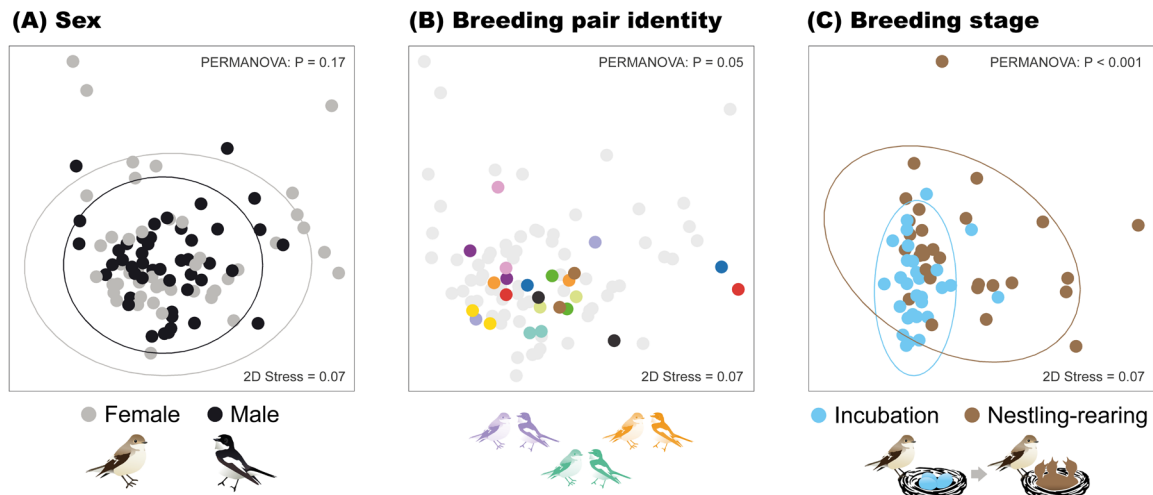 (A) Sex
PERMANOVA: P = 0.17
2D Stress = 0.07
Female
Male
(B) Breeding pair identity
PERMANOVA: P = 0.05
2D Stress = 0.07
(C) Breeding stage
PERMANOVA: P < 0.001
2D Stress = 0.07
Incubation
Nestling-rearing